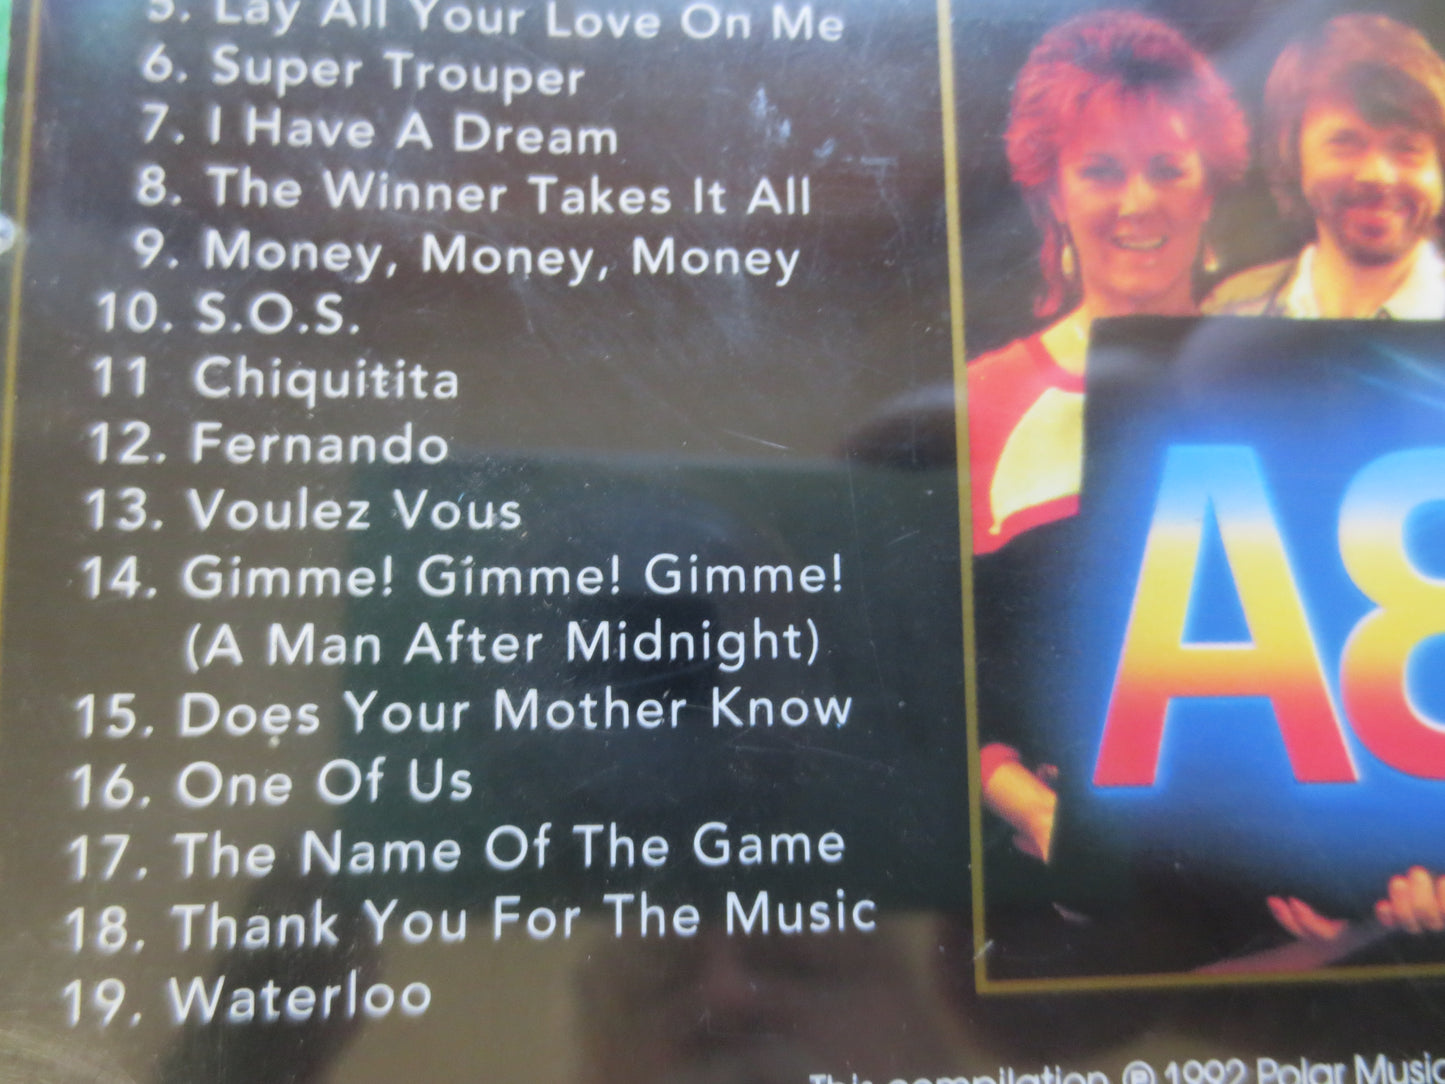 5. Lay All Your Love On Me
6. Super Trouper
7. I Have A Dream
8. The Winner Takes It All
9. Money, Money, Money
10. S.O.S.
11 Chiquitita
12. Fernando
13. Voulez Vous
14. Gimme! Gimme! Gimme!
(A Man After Midnight)
15. Does Your Mother Know
16. One Of Us
17. The Name Of The Game
18. Thank You For The Music
19. Waterloo
A
This compilation ℗ 1992 Polar Music